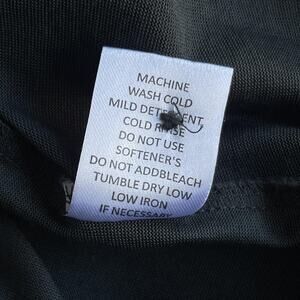 MACHINE
WASH COLD
MILD DETERGENT
COLD RINSE
DO NOT USE
SOFTENER'S
DO NOT ADDBLEACH
TUMBLE DRY LOW
LOW IRON
IF NECESSARY